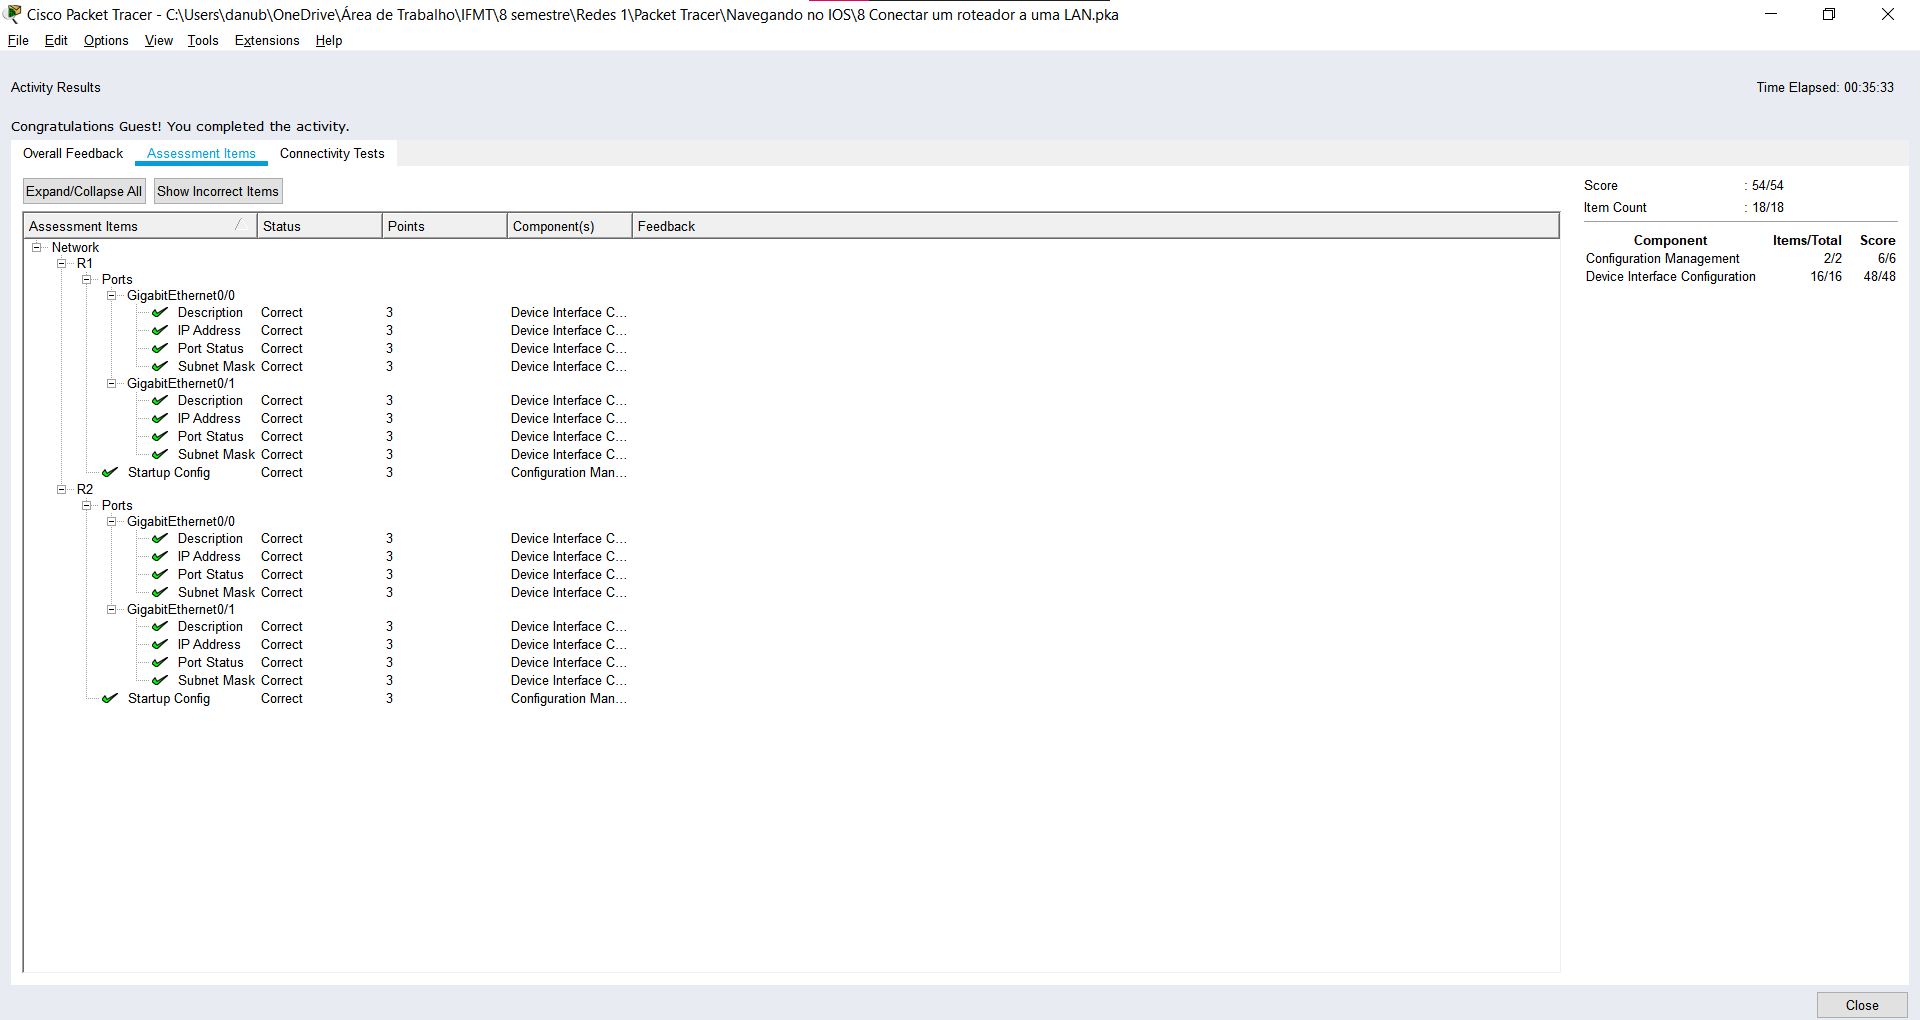 Cisco Packet Tracer - C:\Users\danub\OneDrive\Área de Trabalho\IFMT\8 semestre\Redes 1\Packet Tracer\Navegando no IOS\8 Conectar um roteador a uma LAN.pka
File Edit Options View Tools Extensions Help
Activity Results
Time Elapsed: 00:35:33
Congratulations Guest! You completed the activity.
Overall Feedback Assessment Items Connectivity Tests
Expand/Collapse All Show Incorrect Items
Assessment Items Status Points Component(s) Feedback
Network
R1
Ports
GigabitEthernet0/0
Description Correct 3 Device Interface C...
IP Address Correct 3 Device Interface C...
Port Status Correct 3 Device Interface C...
Subnet Mask Correct 3 Device Interface C...
GigabitEthernet0/1
Description Correct 3 Device Interface C...
IP Address Correct 3 Device Interface C...
Port Status Correct 3 Device Interface C...
Subnet Mask Correct 3 Device Interface C...
Startup Config Correct 3 Configuration Man...
R2
Ports
GigabitEthernet0/0
Description Correct 3 Device Interface C...
IP Address Correct 3 Device Interface C...
Port Status Correct 3 Device Interface C...
Subnet Mask Correct 3 Device Interface C...
GigabitEthernet0/1
Description Correct 3 Device Interface C...
IP Address Correct 3 Device Interface C...
Port Status Correct 3 Device Interface C...
Subnet Mask Correct 3 Device Interface C...
Startup Config Correct 3 Configuration Man...
Score : 54/54
Item Count : 18/18
Component Items/Total Score
Configuration Management 2/2 6/6
Device Interface Configuration 16/16 48/48
Close